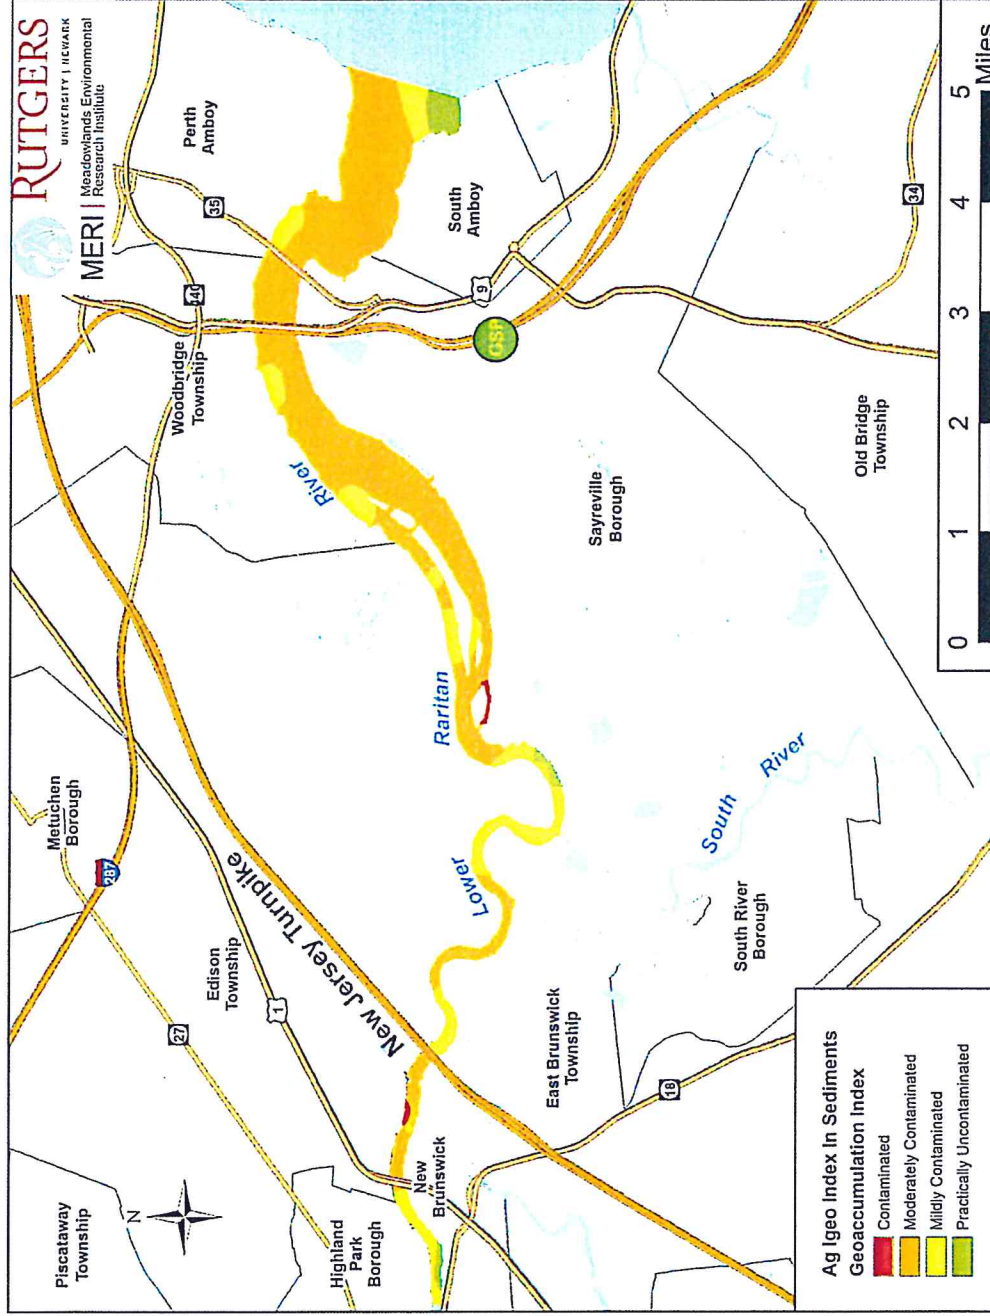 RUTGERS
UNIVERSITY | NEWARK
MERI | Meadowlands Environmental
Research Institute
Piscataway
Township
N
Highland
Park
Borough
New
Brunswick
27
Edison
Township
1
New Jersey Turnpike
287
Metuchen
Borough
Woodbridge
Township
440
35
Perth
Amboy
South
Amboy
9
GSP
Lower
Raritan
River
Sayreville
Borough
South
River
South River
Borough
East Brunswick
Township
18
Old Bridge
Township
34
Ag Igeo Index In Sediments
Geoaccumulation Index
Contaminated
Moderately Contaminated
Mildly Contaminated
Practically Uncontaminated
0 1 2 3 4 5
Miles